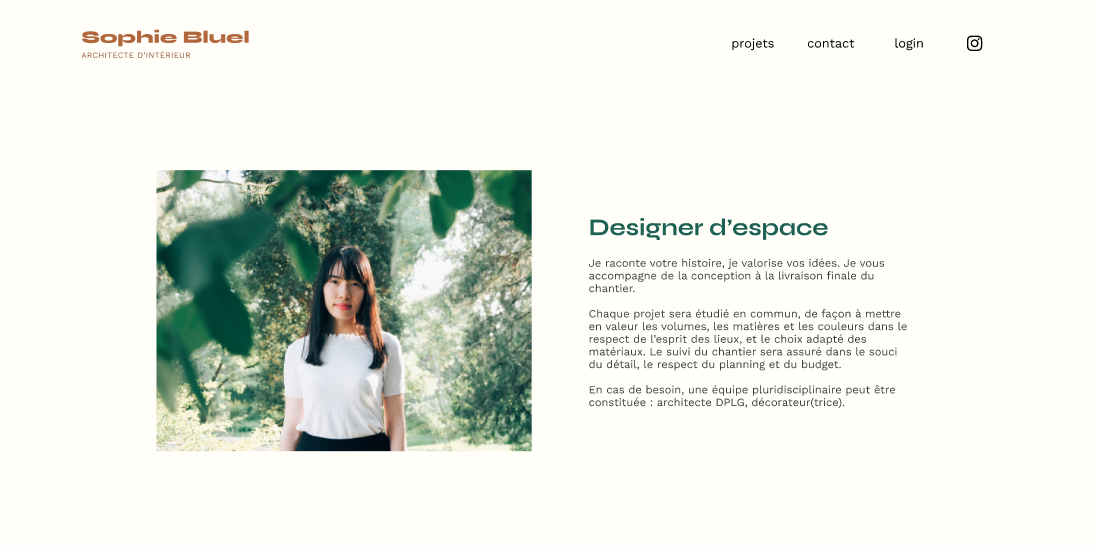 Sophie Bluel
ARCHITECTE D'INTÉRIEUR
projets contact login
Designer d'espace
Je raconte votre histoire, je valorise vos idées. Je vous
accompagne de la conception à la livraison finale du
chantier.
Chaque projet sera étudié en commun, de façon à mettre
en valeur les volumes, les matières et les couleurs dans le
respect de l'esprit des lieux, et le choix adapté des
matériaux. Le suivi du chantier sera assuré dans le souci
du détail, le respect du planning et du budget.
En cas de besoin, une équipe pluridisciplinaire peut être
constituée : architecte DPLG, décorateur(trice).